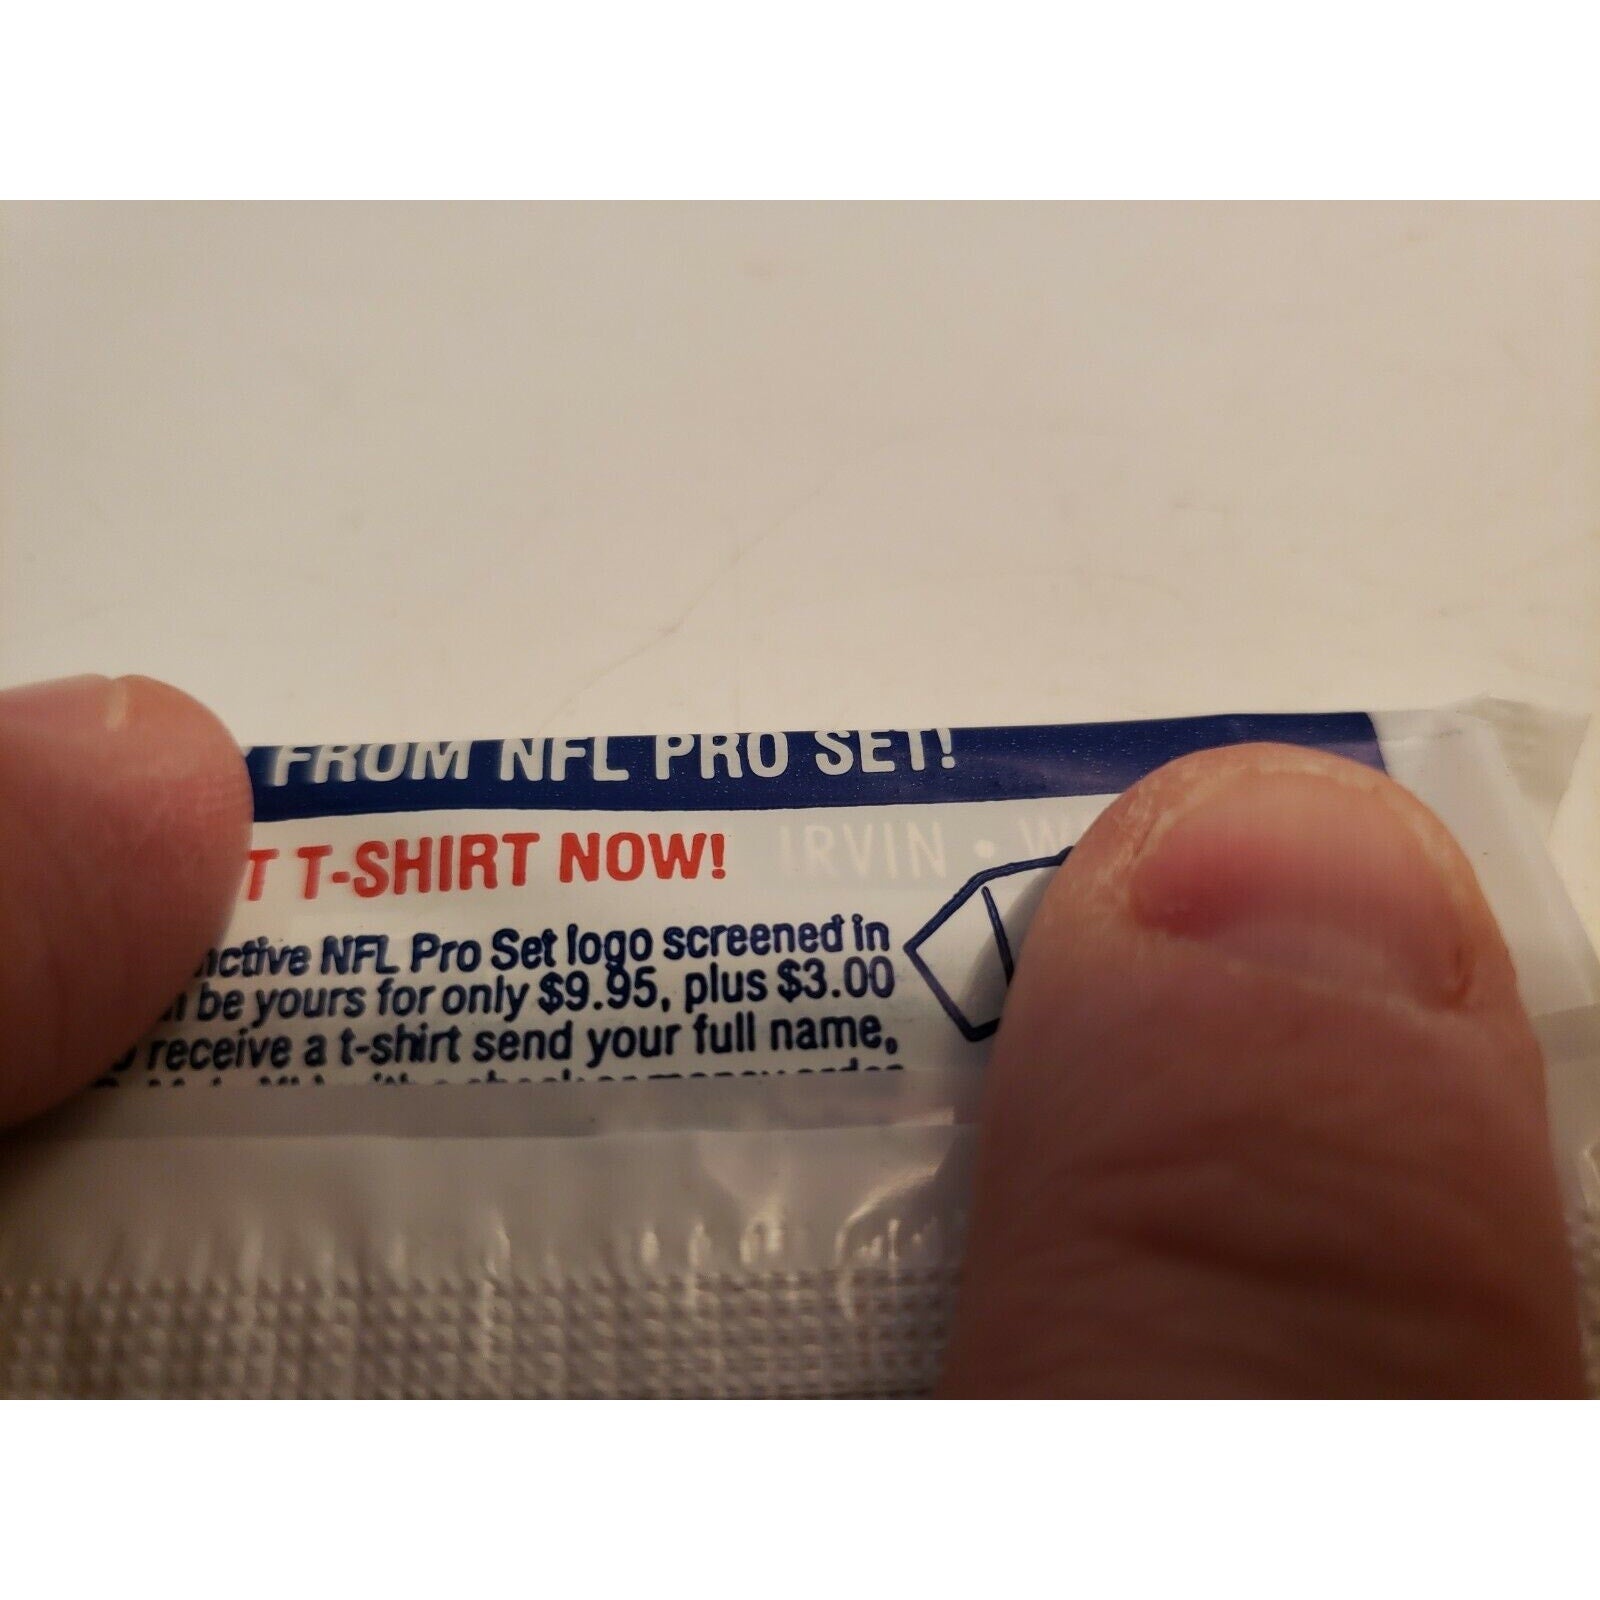 FROM NFL PRO SET!
T T-SHIRT NOW! IRVIN • W
nctive NFL Pro Set logo screened in
be yours for only $9.95, plus $3.00
receive a t-shirt send your full name,